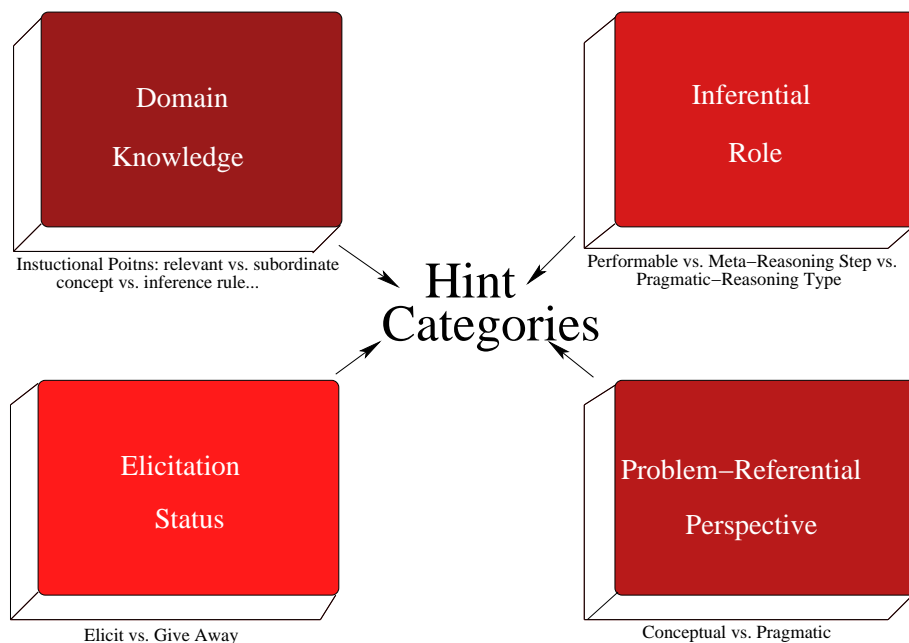 Domain
Knowledge
Instuctional Poitns: relevant vs. subordinate
concept vs. inference rule...
Inferential
Role
Performable vs. Meta−Reasoning Step vs.
Pragmatic−Reasoning Type
Hint
Categories
Elicitation
Status
Elicit vs. Give Away
Problem−Referential
Perspective
Conceptual vs. Pragmatic